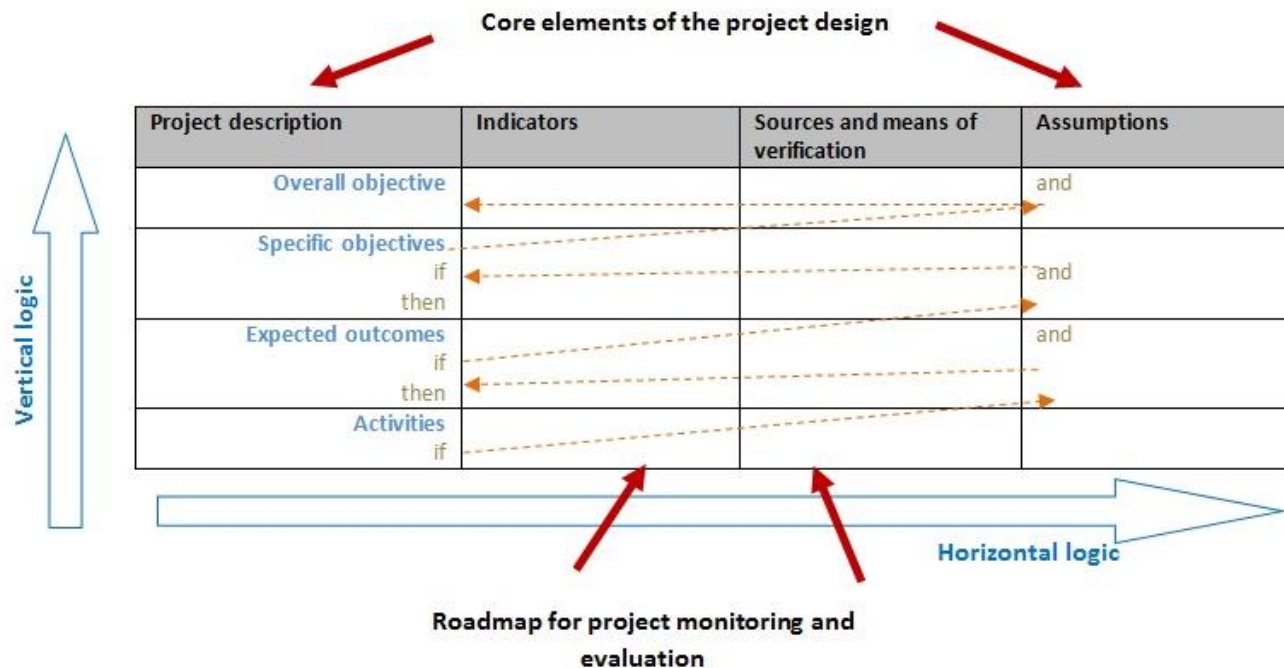 Core elements of the project design
Project description
Indicators
Sources and means of
verification
Assumptions
Overall objective
and
Specific objectives
if
and
then
Expected outcomes
and
if
then
Activities
if
Vertical logic
Horizontal logic
Roadmap for project monitoring and
evaluation